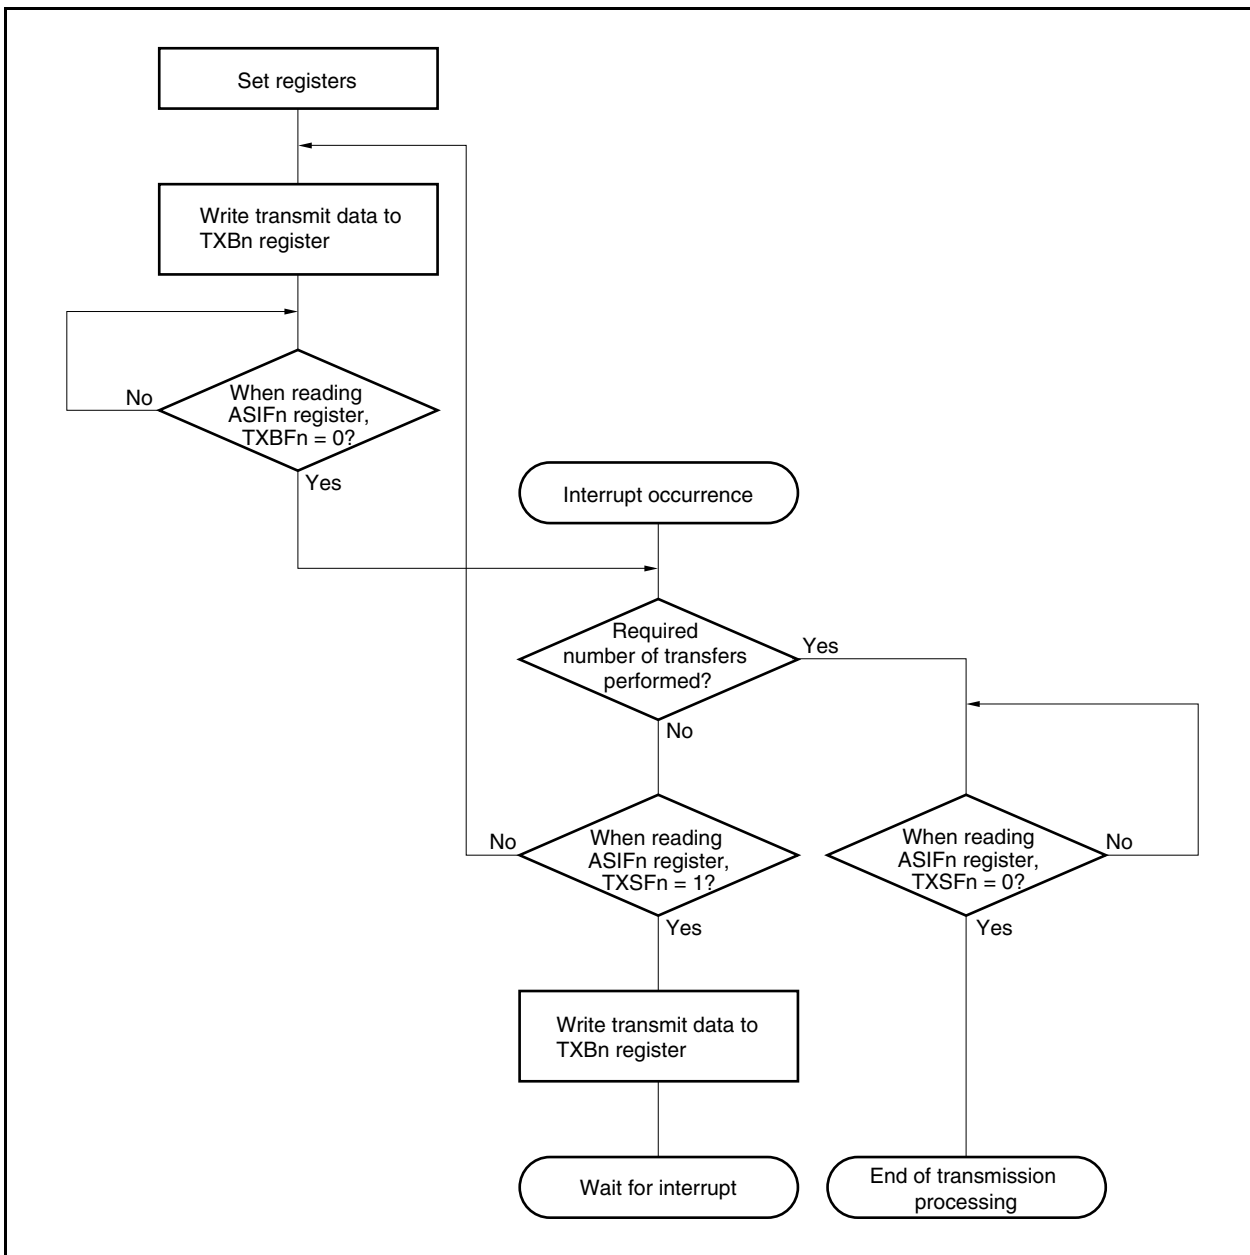 Set registers
Write transmit data to
TXBn register
No
When reading
ASIFn register,
TXBFn = 0?
Yes
Interrupt occurrence
Required
number of transfers
performed?
Yes
No
No
When reading
ASIFn register,
TXSFn = 1?
Yes
When reading
ASIFn register,
TXSFn = 0?
No
Yes
Write transmit data to
TXBn register
Wait for interrupt
End of transmission
processing